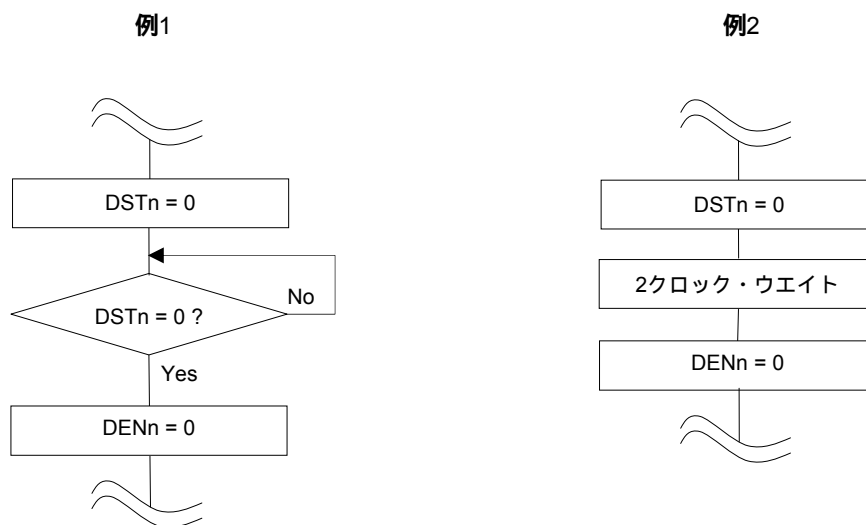 例1
DSTn = 0
DSTn = 0 ?
No
Yes
DENn = 0
例2
DSTn = 0
2クロック・ウエイト
DENn = 0